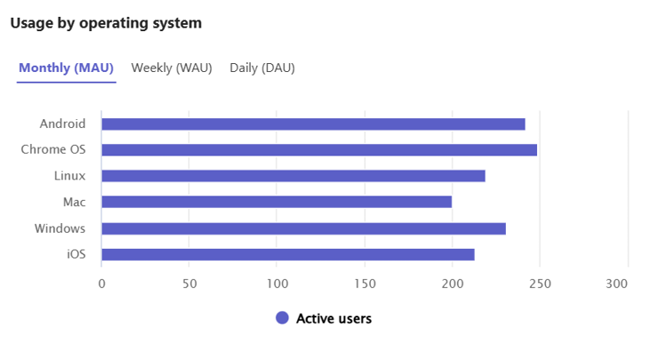 Usage by operating system
Monthly (MAU) Weekly (WAU) Daily (DAU)
Android
Chrome OS
Linux
Mac
Windows
iOS
0 50 100 150 200 250 300
Active users